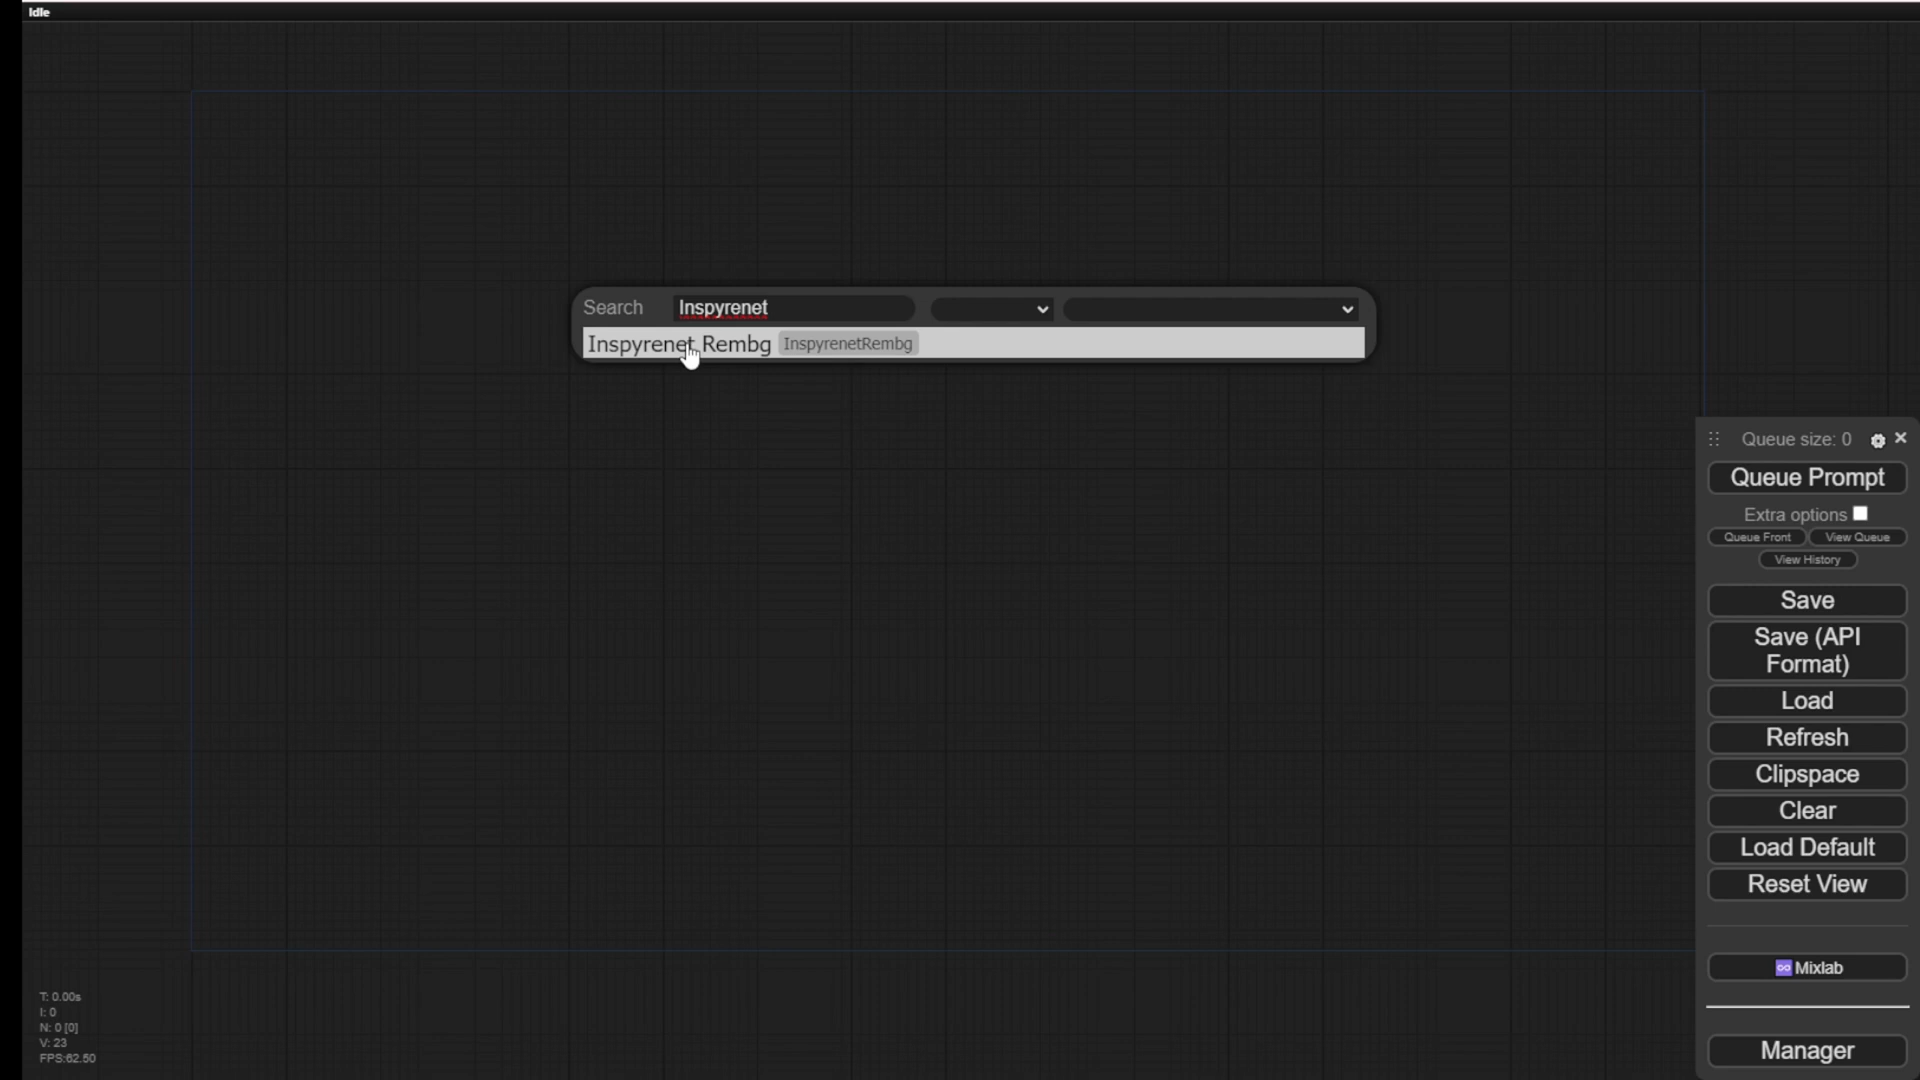 Idle
Search Inspyrenet
Inspyrenet Rembg InspyrenetRembg
Queue size: 0
Queue Prompt
Extra options
Queue Front View Queue
View History
Save
Save (API
Format)
Load
Refresh
Clipspace
Clear
Load Default
Reset View
Mixlab
Manager
T: 0.00s
I: 0
N: 0 [0]
V: 23
FPS:62.50